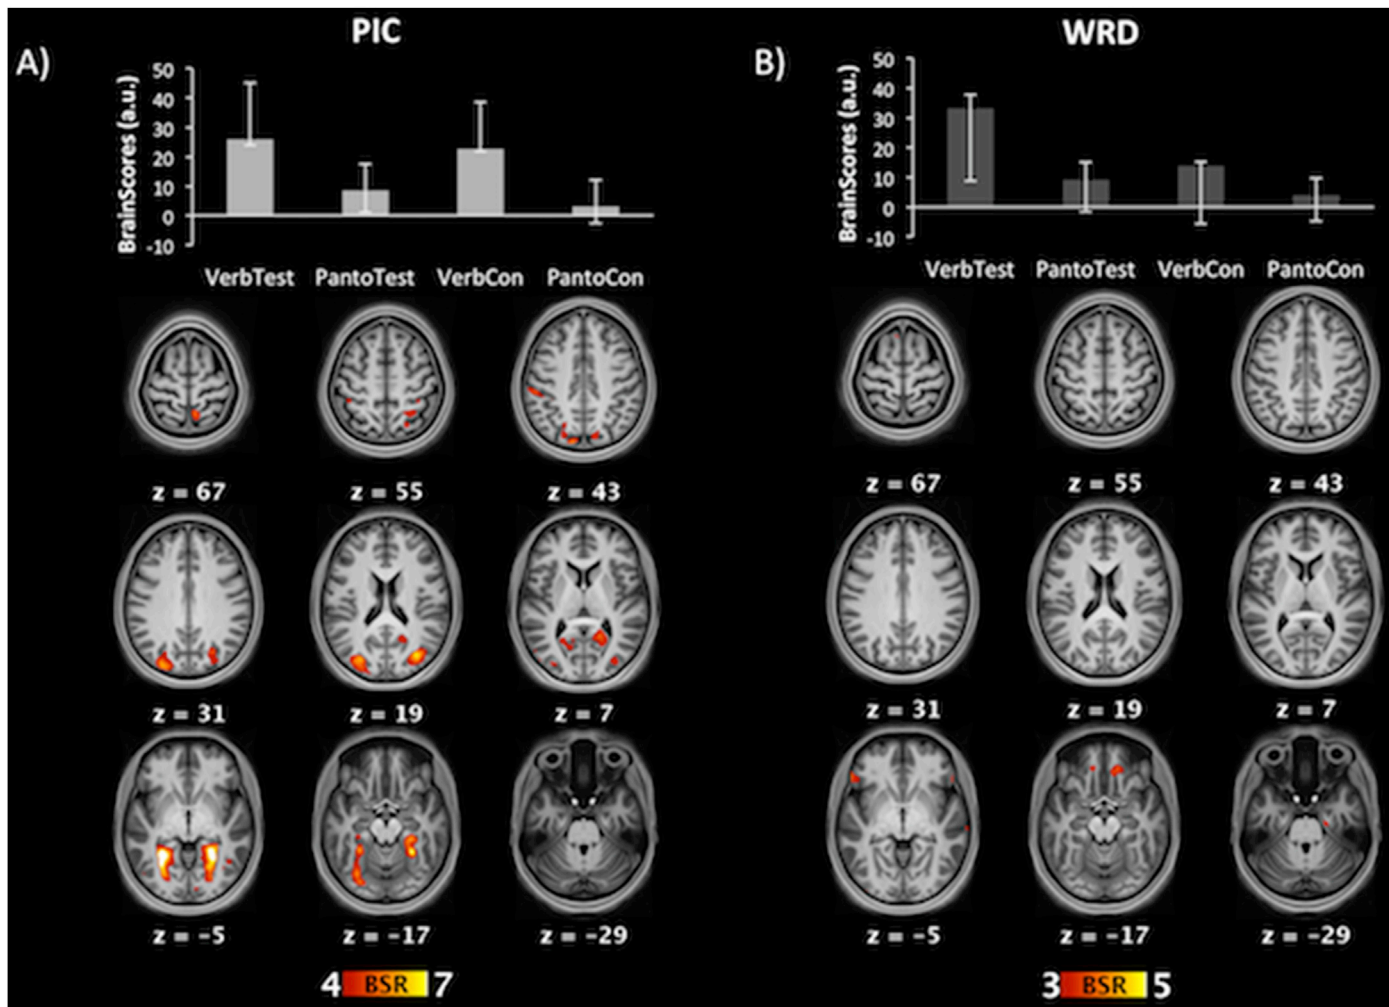 PIC
A)
BrainScores (a.u.)
50
40
30
20
10
0
-10
VerbTest PantoTest VerbCon PantoCon
z = 67 z = 55 z = 43
z = 31 z = 19 z = 7
z = -5 z = -17 z = -29
4 BSR 7
WRD
B)
BrainScores (a.u.)
50
40
30
20
10
0
-10
VerbTest PantoTest VerbCon PantoCon
z = 67 z = 55 z = 43
z = 31 z = 19 z = 7
z = -5 z = -17 z = -29
3 BSR 5